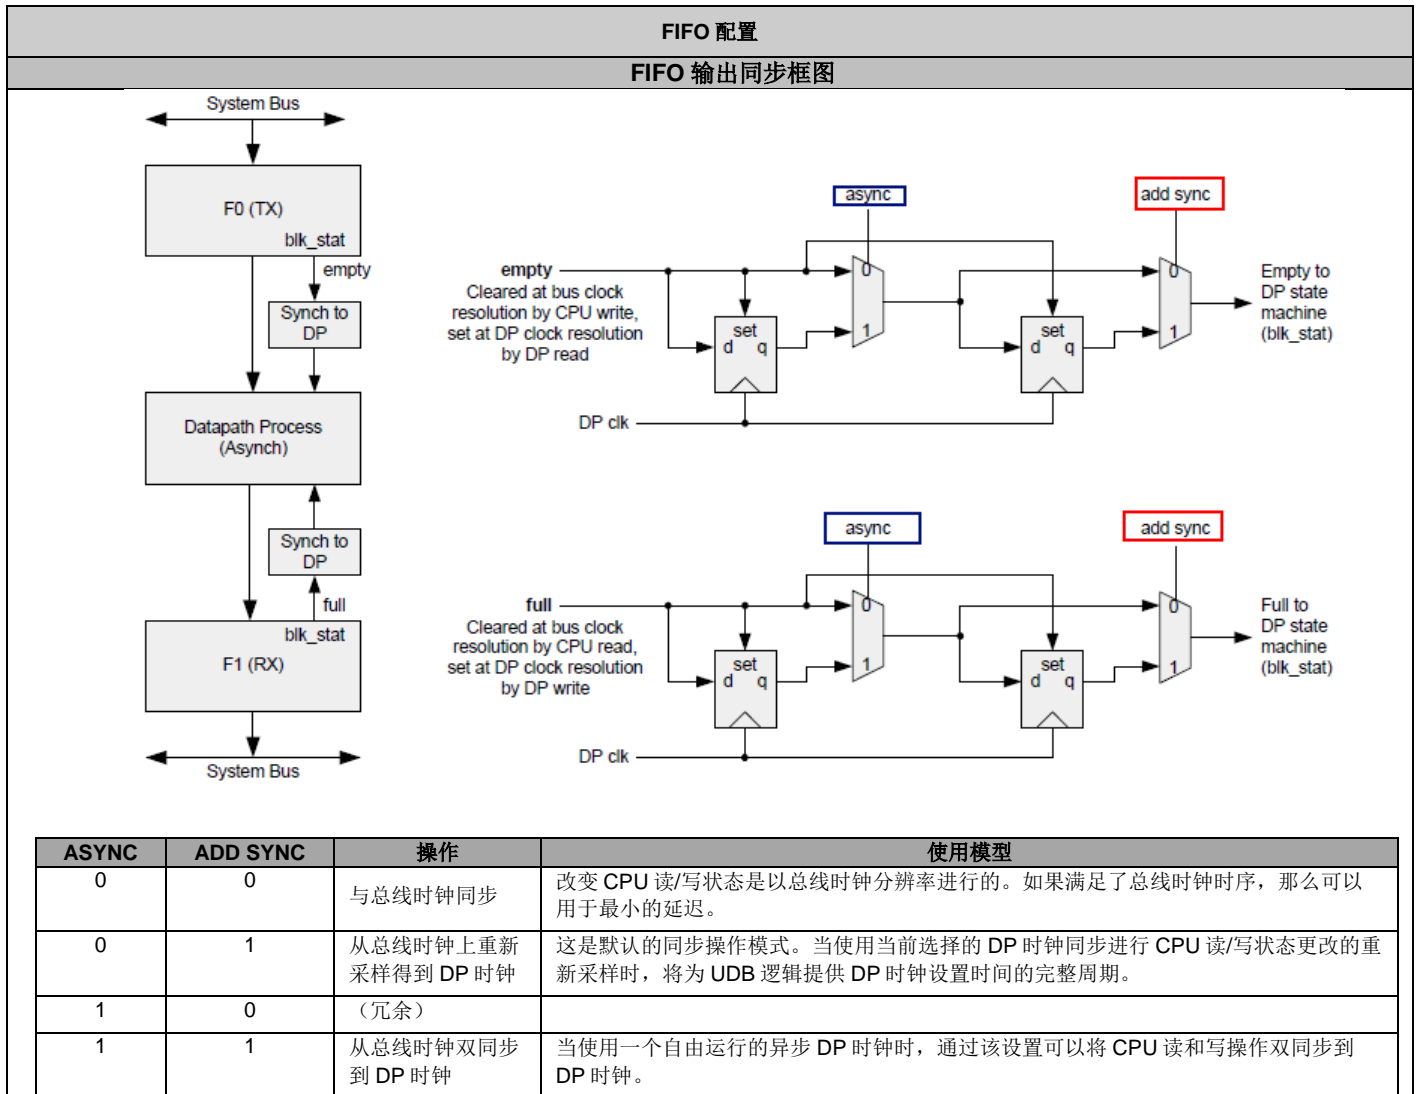 FIFO 配置
FIFO 输出同步框图
System Bus
F0 (TX)
blk_stat
empty
Synch to
DP
Datapath Process
(Asynch)
Synch to
DP
full
blk_stat
F1 (RX)
System Bus
async
add sync
empty
Cleared at bus clock
resolution by CPU write,
set at DP clock resolution
by DP read
0
1
set
d q
0
1
set
d q
Empty to
DP state
machine
(blk_stat)
DP clk
async
add sync
full
Cleared at bus clock
resolution by CPU read,
set at DP clock resolution
by DP write
0
1
set
d q
0
1
set
d q
Full to
DP state
machine
(blk_stat)
DP clk
ASYNC ADD SYNC 操作 使用模型
0 0 与总线时钟同步 改变 CPU 读/写状态是以总线时钟分辨率进行的。如果满足了总线时钟时序，那么可以
用于最小的延迟。
0 1 从总线时钟上重新 这是默认的同步操作模式。当使用当前选择的 DP 时钟同步进行 CPU 读/写状态更改的重
采样得到 DP 时钟 新采样时，将为 UDB 逻辑提供 DP 时钟设置时间的完整周期。
1 0 （冗余）
1 1 从总线时钟双同步 当使用一个自由运行的异步 DP 时钟时，通过该设置可以将 CPU 读和写操作双同步到
到 DP 时钟 DP 时钟。